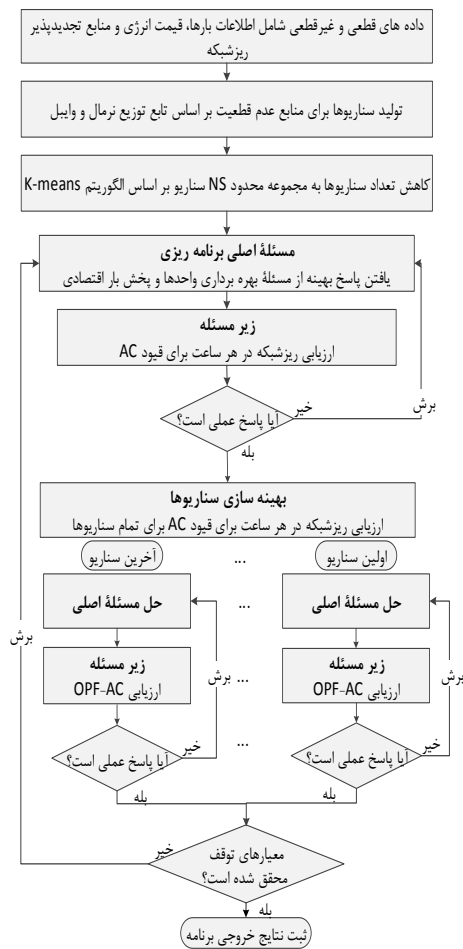 داده های قطعی و غیرقطعی شامل اطلاعات بارها، قیمت انرژی و منابع تجدیدپذیر
ریزشبکه
تولید سناریوها برای منابع عدم قطعیت بر اساس تابع توزیع نرمال و وایبل
کاهش تعداد سناریوها به مجموعه محدود NS سناریو بر اساس الگوریتم K-means
مسئلۀ اصلی برنامه ریزی
یافتن پاسخ بهینه از مسئلۀ بهره برداری واحدها و پخش بار اقتصادی
زیر مسئله
ارزیابی ریزشبکه در هر ساعت برای قیود AC
برش
آیا پاسخ عملی است؟
خیر
بله
بهینه سازی سناریوها
ارزیابی ریزشبکه در هر ساعت برای قیود AC برای تمام سناریوها
اولین سناریو
...
آخرین سناریو
حل مسئلۀ اصلی
...
حل مسئلۀ اصلی
برش
زیر مسئله
ارزیابی OPF-AC
برش
...
برش
زیر مسئله
ارزیابی OPF-AC
آیا پاسخ عملی است؟
خیر
...
آیا پاسخ عملی است؟
خیر
بله
بله
معیارهای توقف
محقق شده است؟
خیر
بله
ثبت نتایج خروجی برنامه